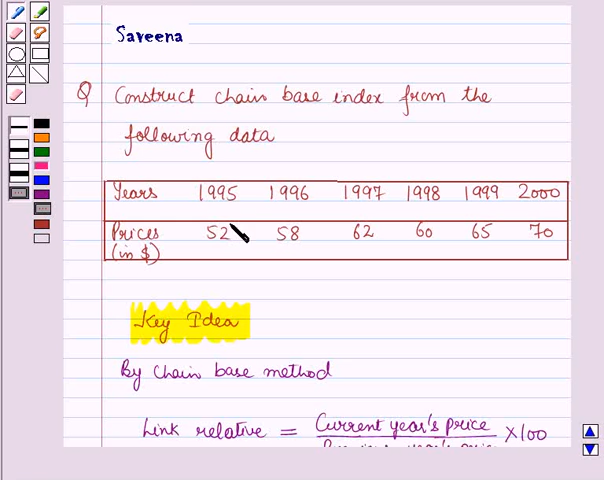 Saveena
Q Construct chain base index from the
following data
Years 1995 1996 1997 1998 1999 2000
Prices 52 58 62 60 65 70
(in $)
Key Idea
By Chain base method
Link relative = Current year's price × 100